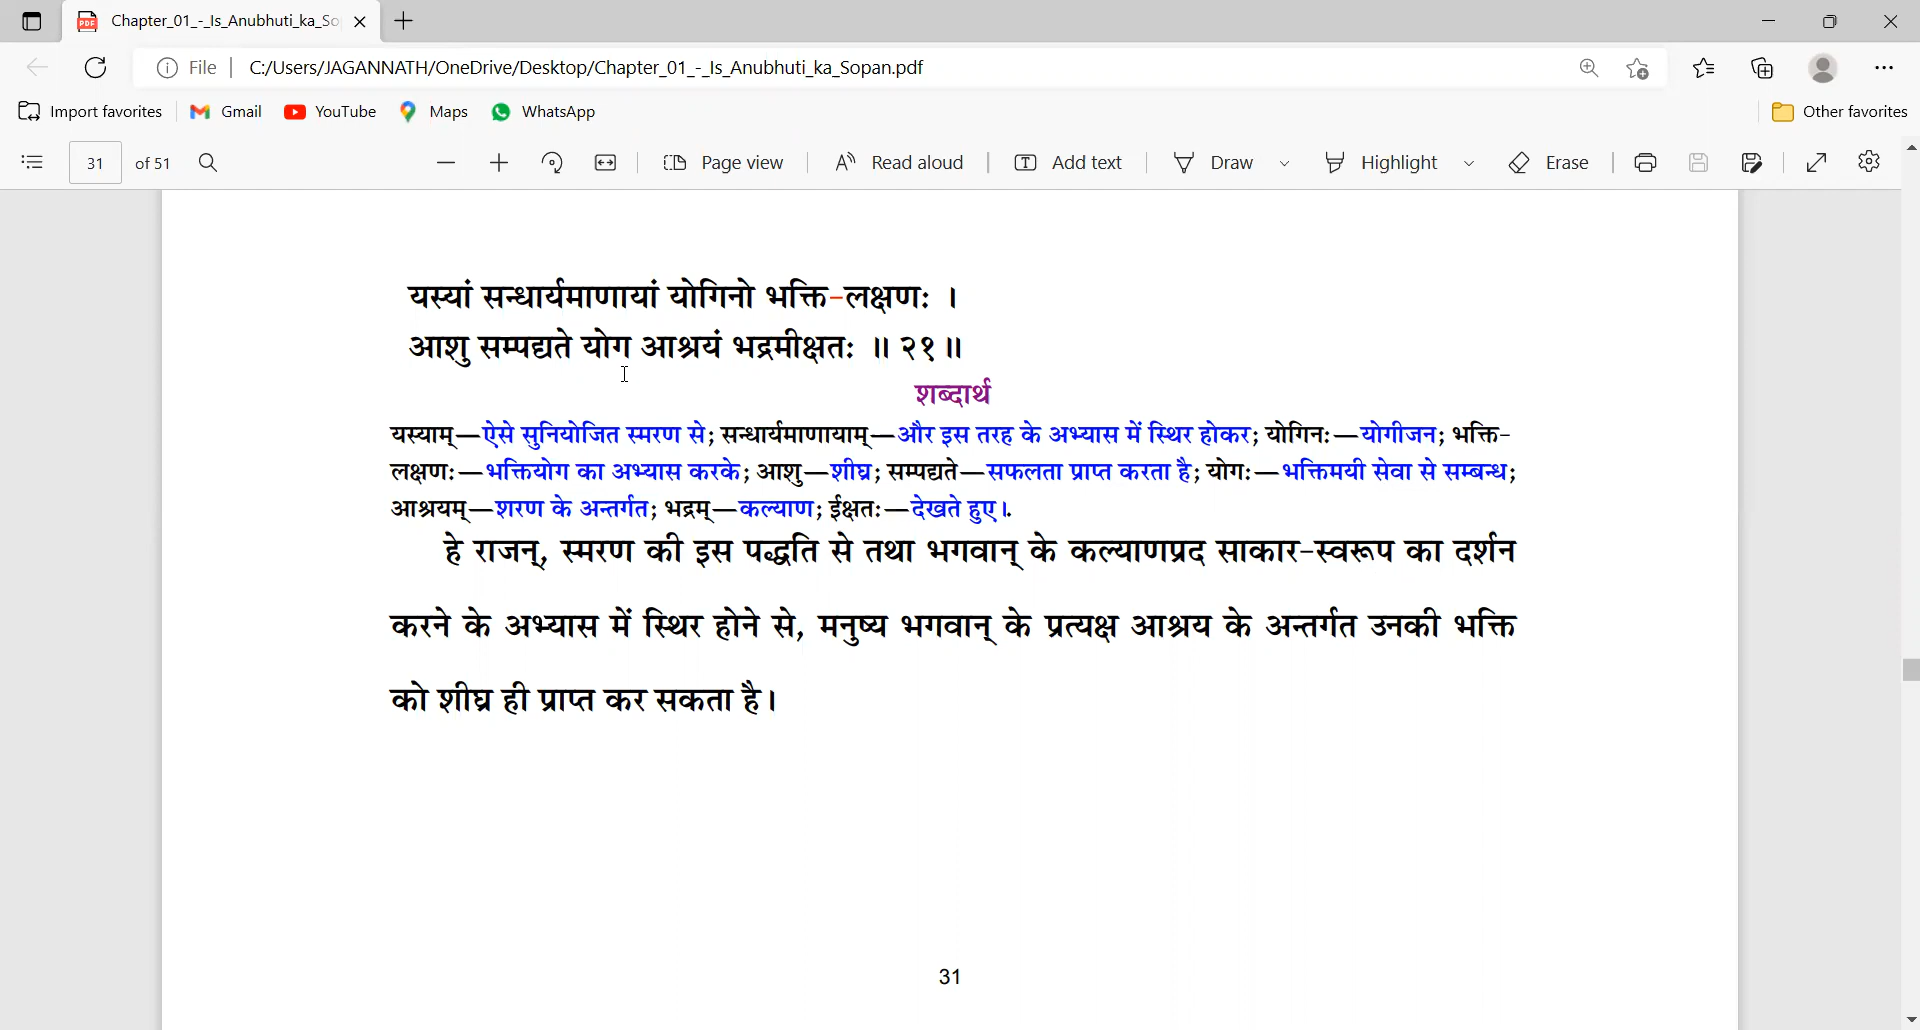 Chapter_01_-_Is_Anubhuti_ka_So
File C:/Users/JAGANNATH/OneDrive/Desktop/Chapter_01_-_Is_Anubhuti_ka_Sopan.pdf
Import favorites Gmail YouTube Maps WhatsApp Other favorites
31 of 51 Page view Read aloud Add text Draw Highlight Erase
यस्यां सन्धार्यमाणायां योगिनो भक्ति-लक्षणः ।
आशु सम्पद्यते योग आश्रयं भद्रमीक्षतः ॥ २१॥
शब्दार्थ
यस्याम्—ऐसे सुनियोजित स्मरण से; सन्धार्यमाणायाम्—और इस तरह के अभ्यास में स्थिर होकर; योगिनः—योगीजन; भक्ति-
लक्षणः—भक्तियोग का अभ्यास करके; आशु—शीघ्र; सम्पद्यते—सफलता प्राप्त करता है; योगः—भक्तिमयी सेवा से सम्बन्ध;
आश्रयम्—शरण के अन्तर्गत; भद्रम्—कल्याण; ईक्षतः—देखते हुए।.
हे राजन्, स्मरण की इस पद्धति से तथा भगवान् के कल्याणप्रद साकार-स्वरूप का दर्शन
करने के अभ्यास में स्थिर होने से, मनुष्य भगवान् के प्रत्यक्ष आश्रय के अन्तर्गत उनकी भक्ति
को शीघ्र ही प्राप्त कर सकता है।
31